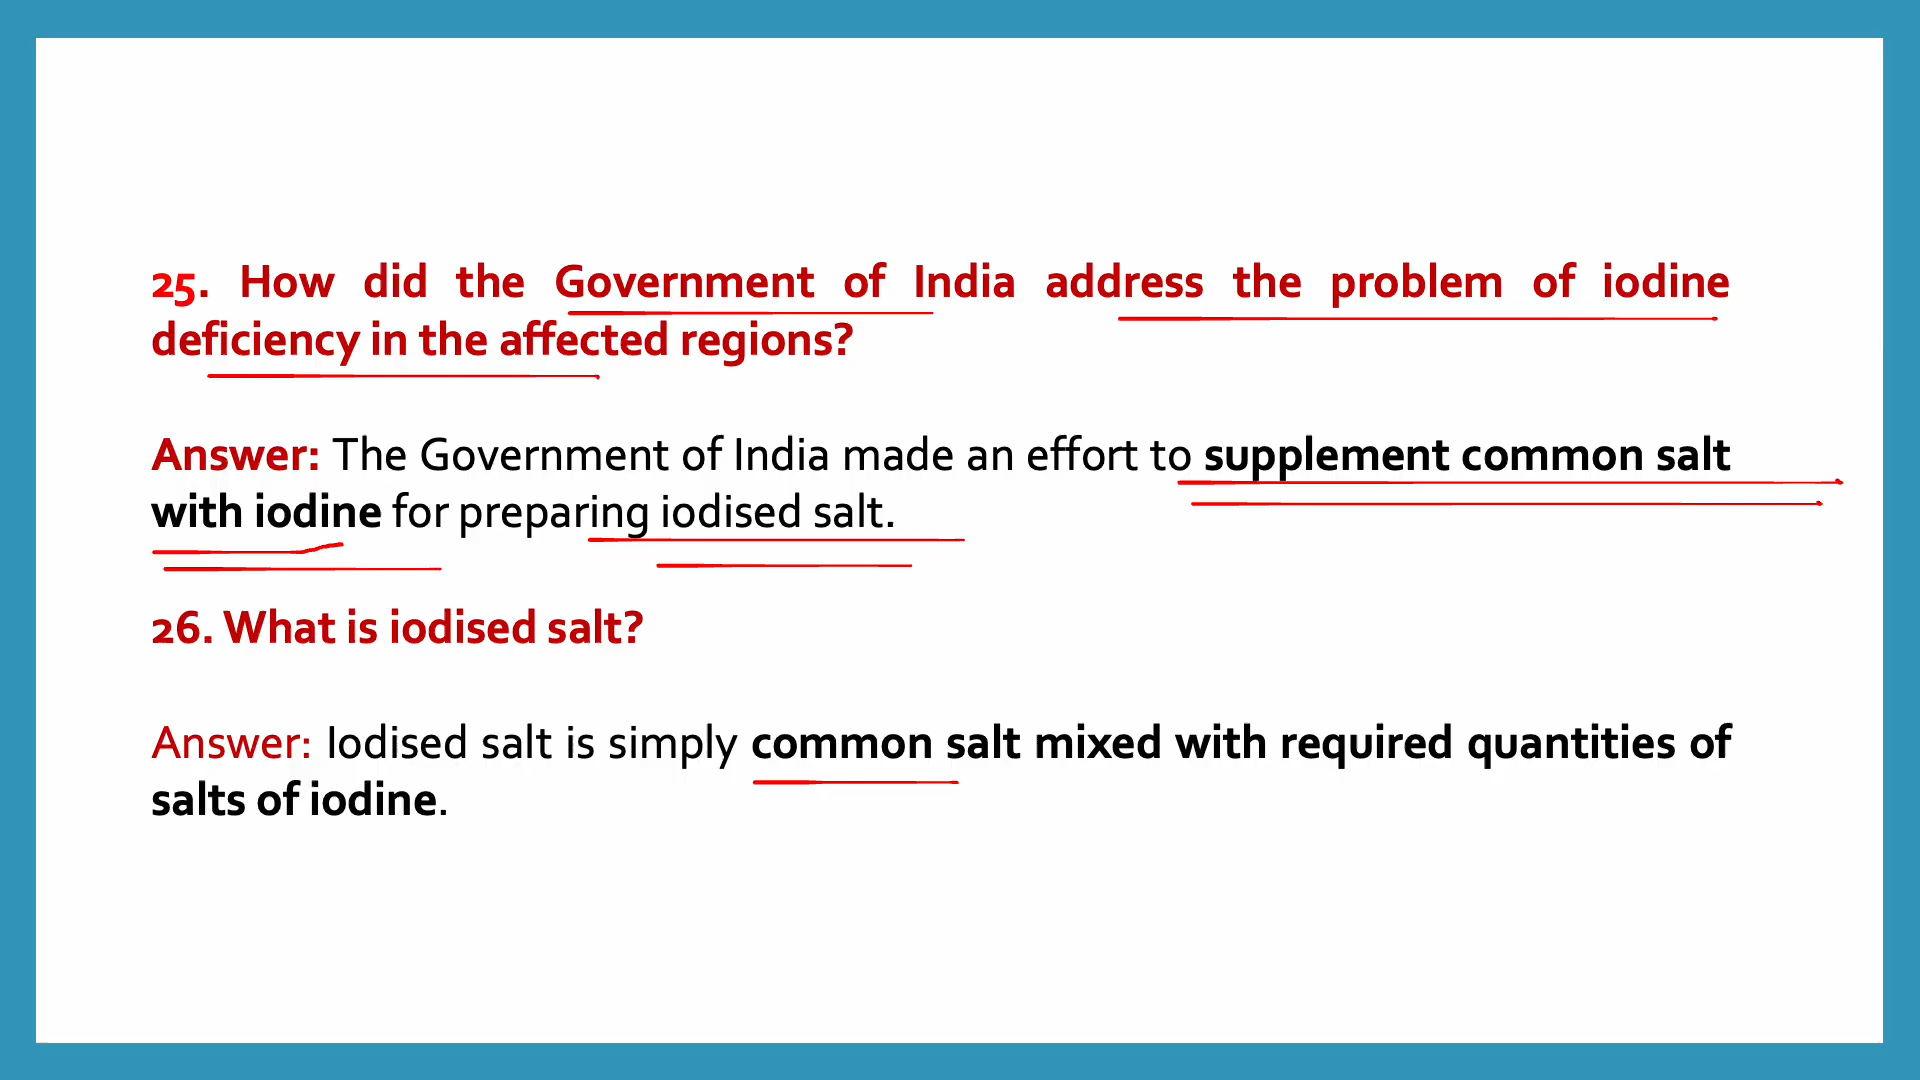 25. How did the Government of India address the problem of iodine
deficiency in the affected regions?
Answer: The Government of India made an effort to supplement common salt
with iodine for preparing iodised salt.
26. What is iodised salt?
Answer: Iodised salt is simply common salt mixed with required quantities of
salts of iodine.